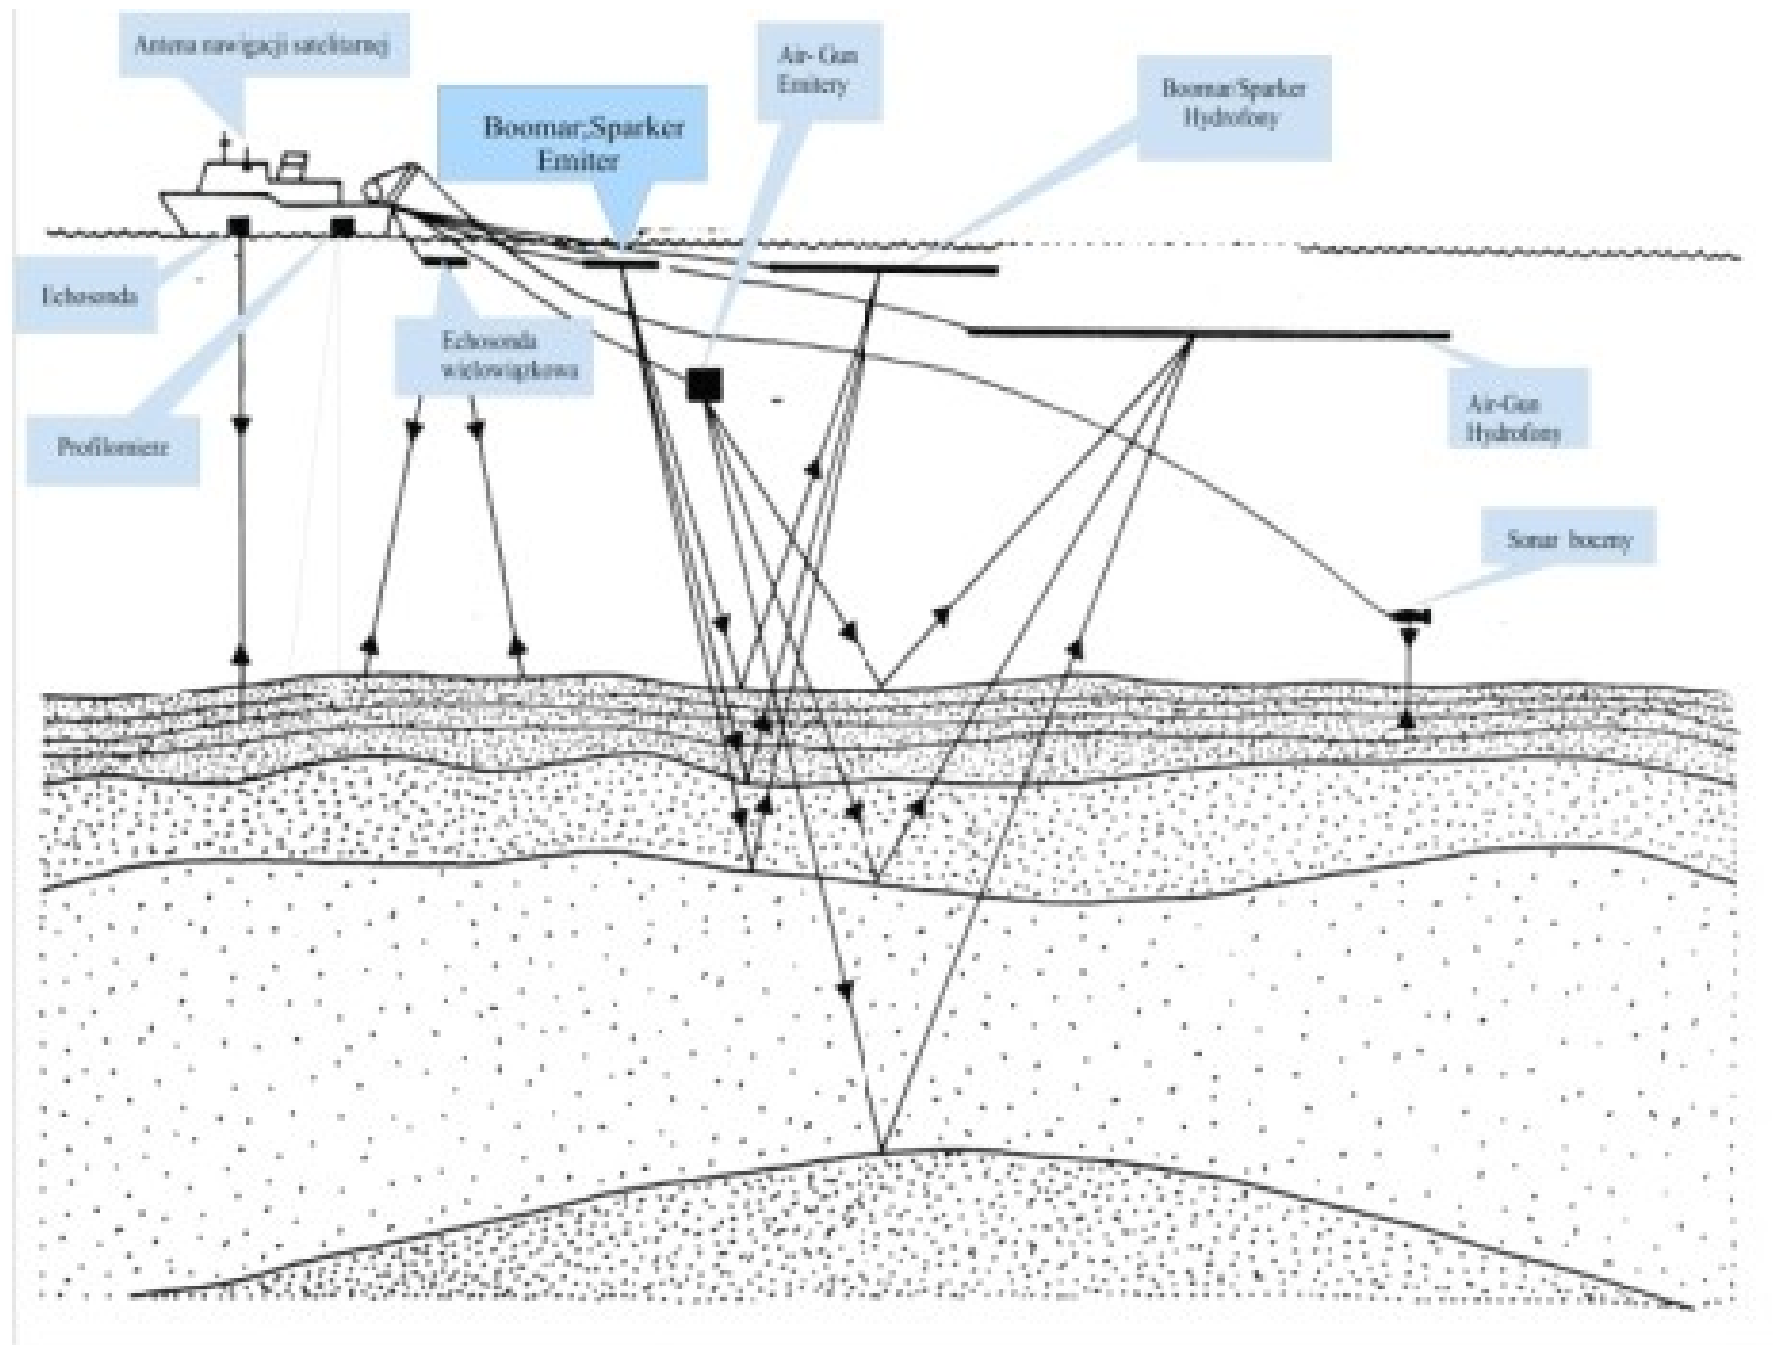 Antena nawigacji satelitarnej
Air- Gun
Emitery
Boomar/Sparker
Hydrofony
Boomar,Sparker
Emiter
Echosonda
Echosonda
wielowiązkowa
Profilomierz
Air-Gun
Hydrofony
Sonar boczny